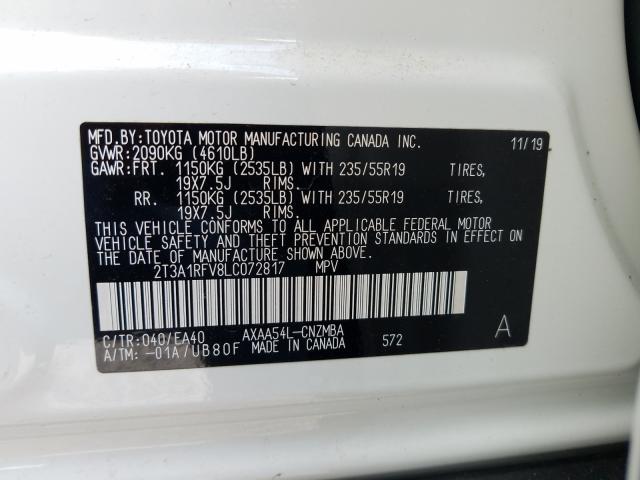 MFD.BY:TOYOTA MOTOR MANUFACTURING CANADA INC. 11/19
GVWR:2090KG (4610LB)
GAWR:FRT. 1150KG (2535LB) WITH 235/55R19 TIRES,
19X7.5J RIMS.
RR. 1150KG (2535LB) WITH 235/55R19 TIRES,
19X7.5J RIMS.
THIS VEHICLE CONFORMS TO ALL APPLICABLE FEDERAL MOTOR
VEHICLE SAFETY AND THEFT PREVENTION STANDARDS IN EFFECT ON
THE DATE OF MANUFACTURE SHOWN ABOVE.
2T3A1RFV8LC072817 MPV
C/TR:040/EA40 AXAA54L-CNZMBA
A/TM: -01A/UB80F MADE IN CANADA 572 A